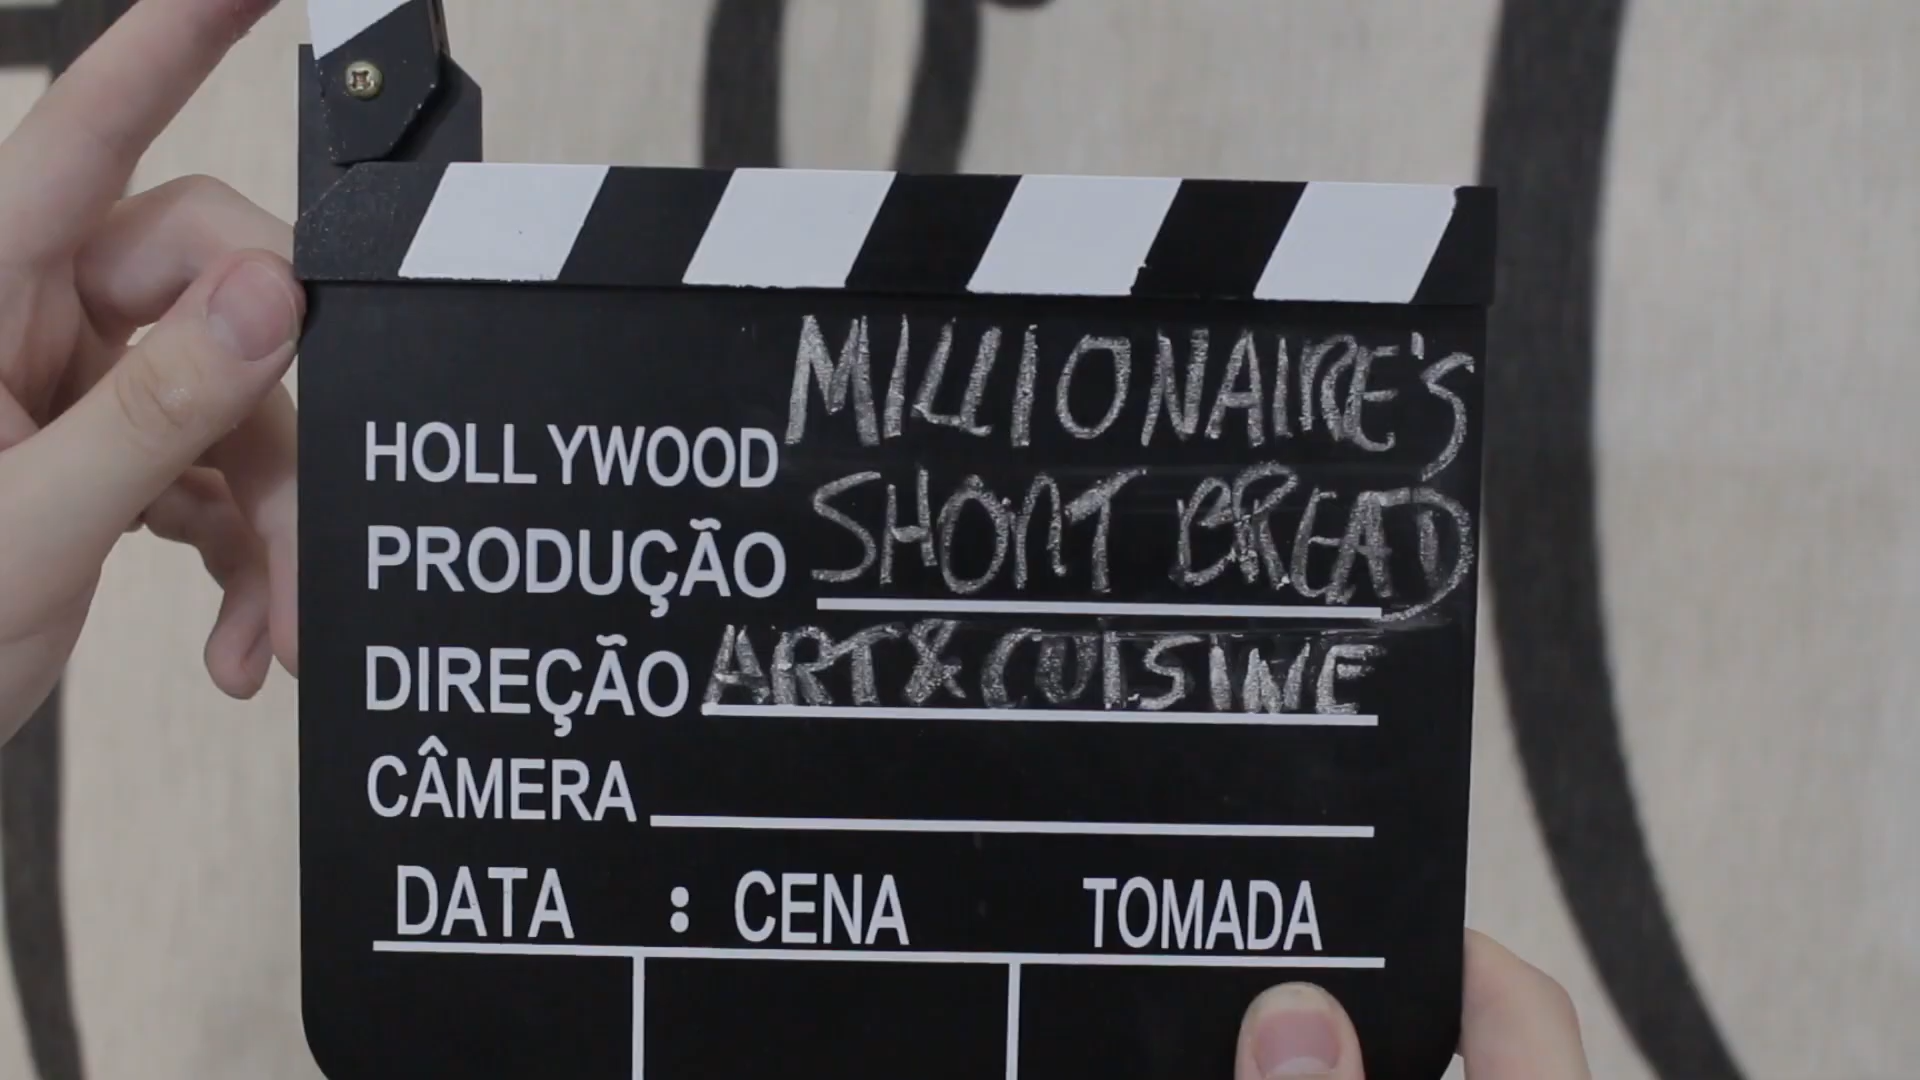 MILLIONAIRE'S
HOLLYWOOD
SHORT BREAD
PRODUÇÃO
DIREÇÃO ART & CUISINE
CÂMERA
DATA : CENA TOMADA